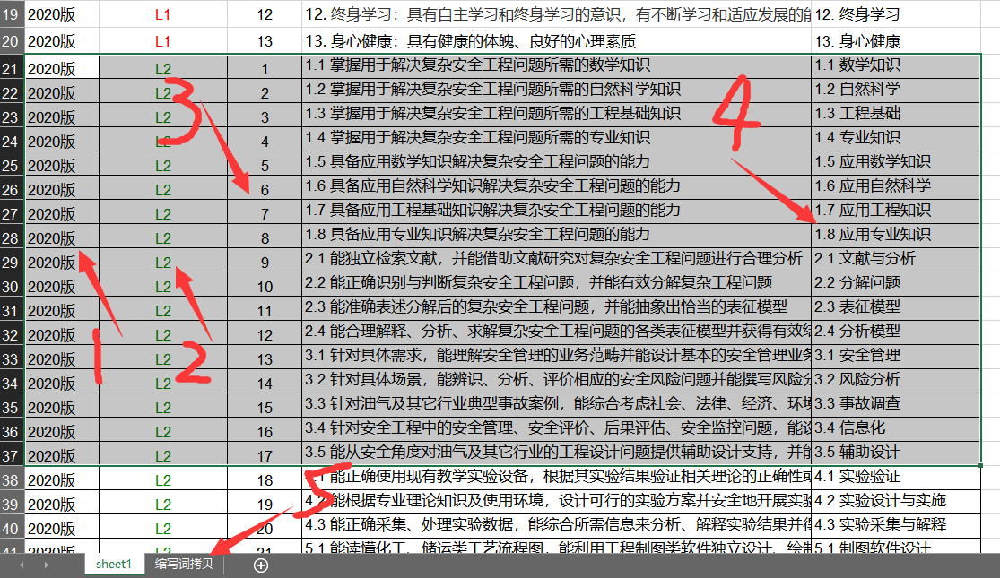 19 2020版 L1 12 12. 终身学习：具有自主学习和终身学习的意识，有不断学习和适应发展的能 12. 终身学习
20 2020版 L1 13 13. 身心健康：具有健康的体魄、良好的心理素质 13. 身心健康
21 2020版 L2 1 1.1 掌握用于解决复杂安全工程问题所需的数学知识 1.1 数学知识
22 2020版 L2 2 1.2 掌握用于解决复杂安全工程问题所需的自然科学知识 1.2 自然科学
23 2020版 L2 3 1.3 掌握用于解决复杂安全工程问题所需的工程基础知识 1.3 工程基础
24 2020版 L2 4 1.4 掌握用于解决复杂安全工程问题所需的专业知识 1.4 专业知识
25 2020版 L2 5 1.5 具备应用数学知识解决复杂安全工程问题的能力 1.5 应用数学知识
26 2020版 L2 6 1.6 具备应用自然科学知识解决复杂安全工程问题的能力 1.6 应用自然科学
27 2020版 L2 7 1.7 具备应用工程基础知识解决复杂安全工程问题的能力 1.7 应用工程知识
28 2020版 L2 8 1.8 具备应用专业知识解决复杂安全工程问题的能力 1.8 应用专业知识
29 2020版 L2 9 2.1 能独立检索文献，并能借助文献研究对复杂安全工程问题进行合理分析 2.1 文献与分析
30 2020版 L2 10 2.2 能正确识别与判断复杂安全工程问题，并能有效分解复杂工程问题 2.2 分解问题
31 2020版 L2 11 2.3 能准确表述分解后的复杂安全工程问题，并能抽象出恰当的表征模型 2.3 表征模型
32 2020版 L2 12 2.4 能合理解释、分析、求解复杂安全工程问题的各类表征模型并获得有效结 2.4 分析模型
33 2020版 L2 13 3.1 针对具体需求，能理解安全管理的业务范畴并能设计基本的安全管理业务 3.1 安全管理
34 2020版 L2 14 3.2 针对具体场景，能辨识、分析、评价相应的安全风险问题并能撰写风险分 3.2 风险分析
35 2020版 L2 15 3.3 针对油气及其它行业典型事故案例，能综合考虑社会、法律、经济、环境 3.3 事故调查
36 2020版 L2 16 3.4 针对安全工程中的安全管理、安全评价、后果评估、安全监控问题，能设 3.4 信息化
37 2020版 L2 17 3.5 能从安全角度对油气及其它行业的工程设计问题提供辅助设计支持，并能 3.5 辅助设计
38 2020版 L2 18 4.1 能正确使用现有教学实验设备，根据其实验结果验证相关理论的正确性或 4.1 实验验证
39 2020版 L2 19 4.2 能根据专业理论知识及使用环境，设计可行的实验方案并安全地开展实验 4.2 实验设计与实施
40 2020版 L2 20 4.3 能正确采集、处理实验数据，能综合所需信息来分析、解释实验结果并得 4.3 实验采集与解释
41 2020版 L2 21 5.1 能读懂化工、储运类工艺流程图，能利用工程制图类软件独立设计、绘制 5.1 制图软件设计
1
2
3
4
5
sheet1 缩写词拷贝